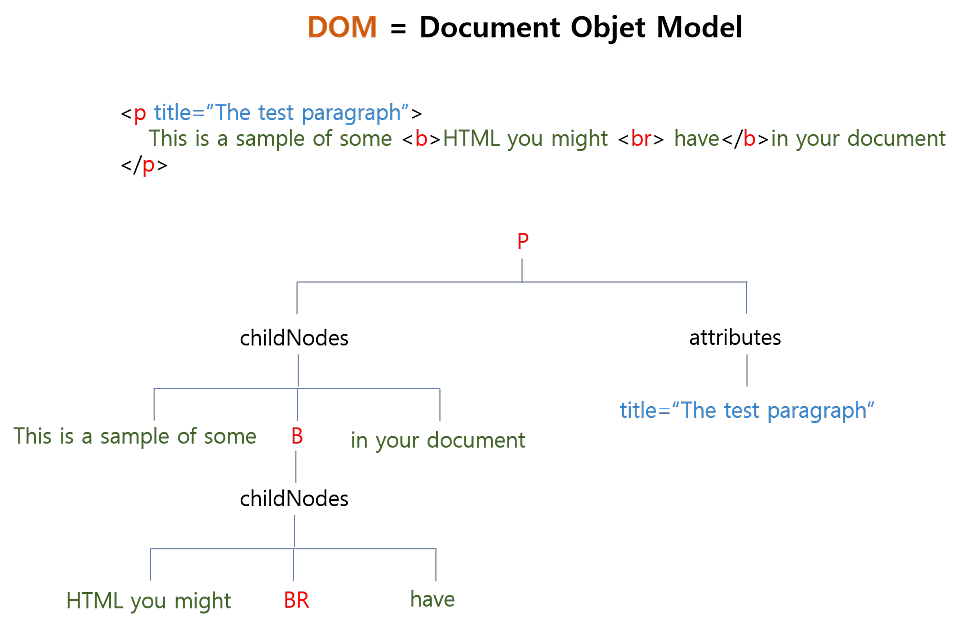 DOM = Document Objet Model
<p title=“The test paragraph”>
This is a sample of some <b>HTML you might <br> have</b>in your document
</p>
P
childNodes
attributes
title=“The test paragraph“
This is a sample of some
B
in your document
childNodes
HTML you might
BR
have